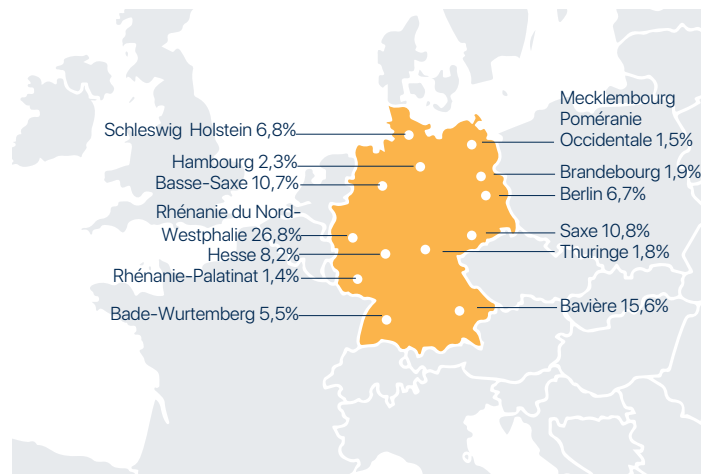 Schleswig Holstein 6,8%
Hambourg 2,3%
Basse-Saxe 10,7%
Rhénanie du Nord-
Westphalie 26,8%
Hesse 8,2%
Rhénanie-Palatinat 1,4%
Bade-Wurtemberg 5,5%
Mecklembourg
Poméranie
Occidentale 1,5%
Brandebourg 1,9%
Berlin 6,7%
Saxe 10,8%
Thuringe 1,8%
Bavière 15,6%